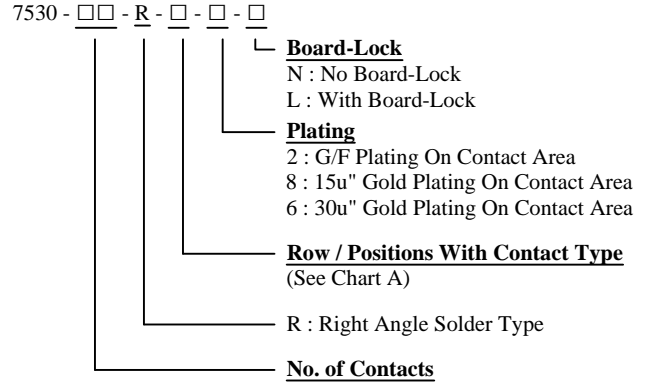 7530 - □□ - R - □ - □ - □
Board-Lock
N : No Board-Lock
L : With Board-Lock
Plating
2 : G/F Plating On Contact Area
8 : 15u" Gold Plating On Contact Area
6 : 30u" Gold Plating On Contact Area
Row / Positions With Contact Type
(See Chart A)
R : Right Angle Solder Type
No. of Contacts